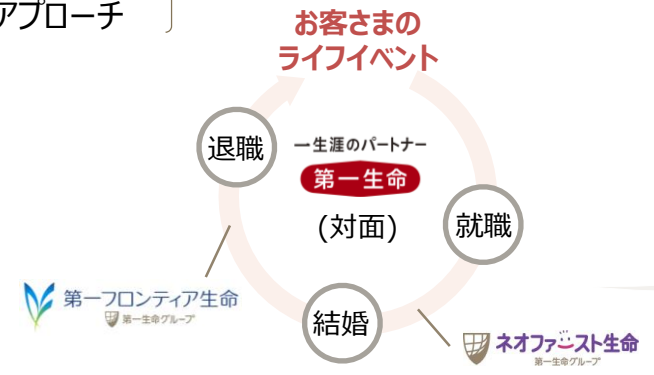 アプローチ
お客さまの
ライフイベント
退職
一生涯のパートナー
第一生命
(対面)
就職
第一フロンティア生命
第一生命グループ
結婚
ネオファースト生命
第一生命グループ